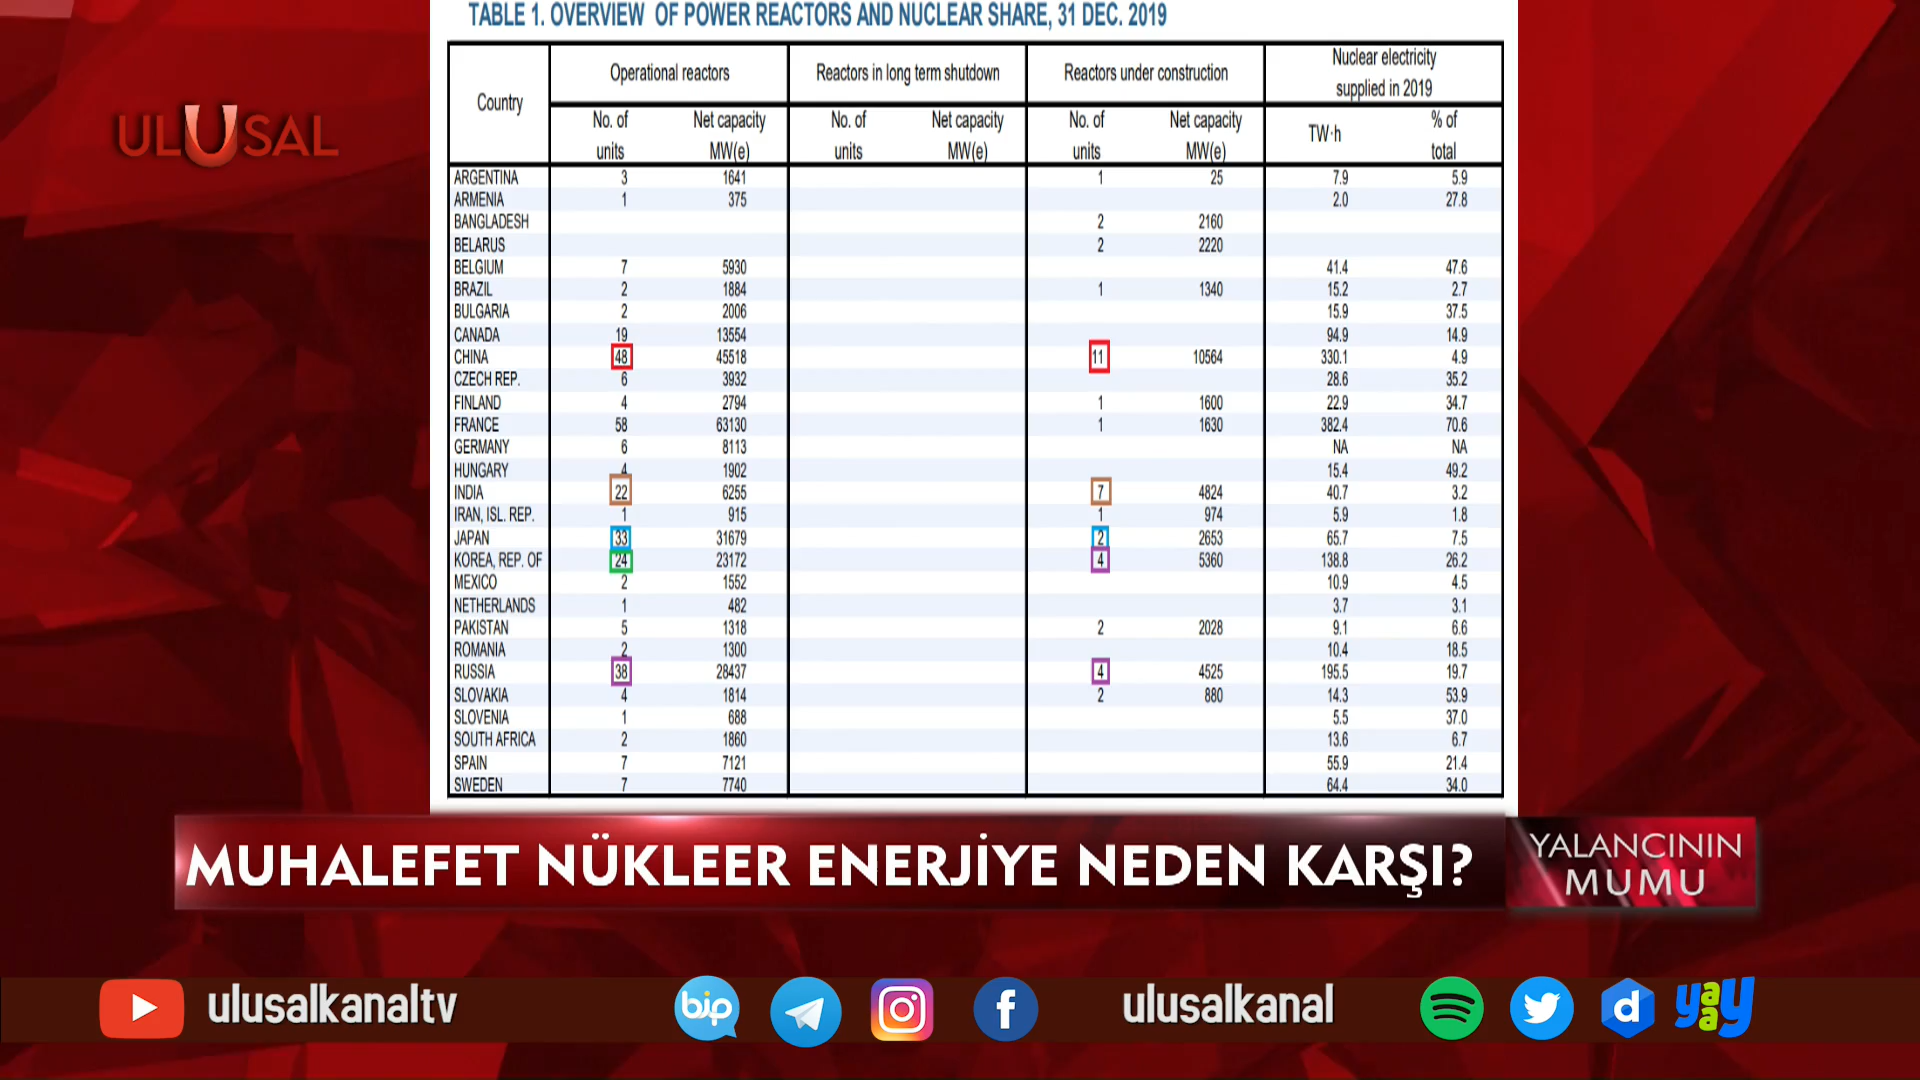 TABLE 1. OVERVIEW OF POWER REACTORS AND NUCLEAR SHARE, 31 DEC. 2019
ULUSAL
Country Operational reactors Reactors in long term shutdown Reactors under construction Nuclear electricity supplied in 2019
No. of units Net capacity MW(e) No. of units Net capacity MW(e) No. of units Net capacity MW(e) TW·h % of total
ARGENTINA 3 1641 1 25 7.9 5.9
ARMENIA 1 375 2.0 27.8
BANGLADESH 2 2160
BELARUS 2 2220
BELGIUM 7 5930 41.4 47.6
BRAZIL 2 1884 1 1340 15.2 2.7
BULGARIA 2 2006 15.9 37.5
CANADA 19 13554 94.9 14.9
CHINA 48 45518 11 10564 330.1 4.9
CZECH REP. 6 3932 28.6 35.2
FINLAND 4 2794 1 1600 22.9 34.7
FRANCE 58 63130 1 1630 382.4 70.6
GERMANY 6 8113 NA NA
HUNGARY 4 1902 15.4 49.2
INDIA 22 6255 7 4824 40.7 3.2
IRAN, ISL. REP. 1 915 1 974 5.9 1.8
JAPAN 33 31679 2 2653 65.7 7.5
KOREA, REP. OF 24 23172 4 5360 138.8 26.2
MEXICO 2 1552 10.9 4.5
NETHERLANDS 1 482 3.7 3.1
PAKISTAN 5 1318 2 2028 9.1 6.6
ROMANIA 2 1300 10.4 18.5
RUSSIA 38 28437 4 4525 195.5 19.7
SLOVAKIA 4 1814 2 880 14.3 53.9
SLOVENIA 1 688 5.5 37.0
SOUTH AFRICA 2 1860 13.6 6.7
SPAIN 7 7121 55.9 21.4
SWEDEN 7 7740 64.4 34.0
MUHALEFET NÜKLEER ENERJİYE NEDEN KARŞI?
YALANCININ
MUMU
ulusalkanaltv bip f ulusalkanal d yaay